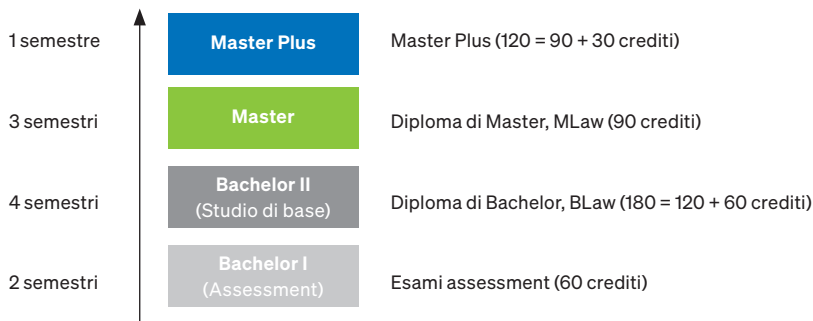 1 semestre
Master Plus
Master Plus (120 = 90 + 30 crediti)
3 semestri
Master
Diploma di Master, MLaw (90 crediti)
4 semestri
Bachelor II
(Studio di base)
Diploma di Bachelor, BLaw (180 = 120 + 60 crediti)
2 semestri
Bachelor I
(Assessment)
Esami assessment (60 crediti)